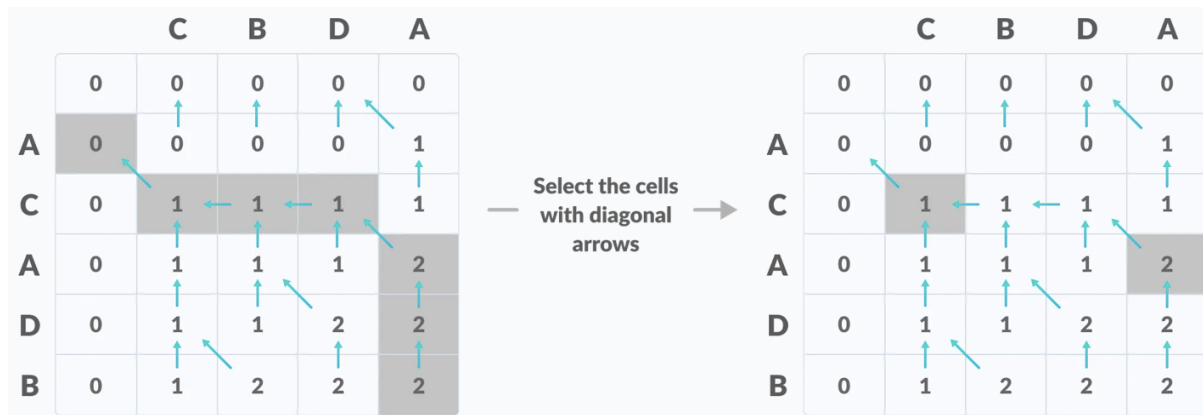 C B D A
0 0 0 0 0
A 0 0 0 0 1
C 0 1 1 1 1
A 0 1 1 1 2
D 0 1 1 2 2
B 0 1 2 2 2
Select the cells
with diagonal
arrows
C B D A
0 0 0 0 0
A 0 0 0 0 1
C 0 1 1 1 1
A 0 1 1 1 2
D 0 1 1 2 2
B 0 1 2 2 2